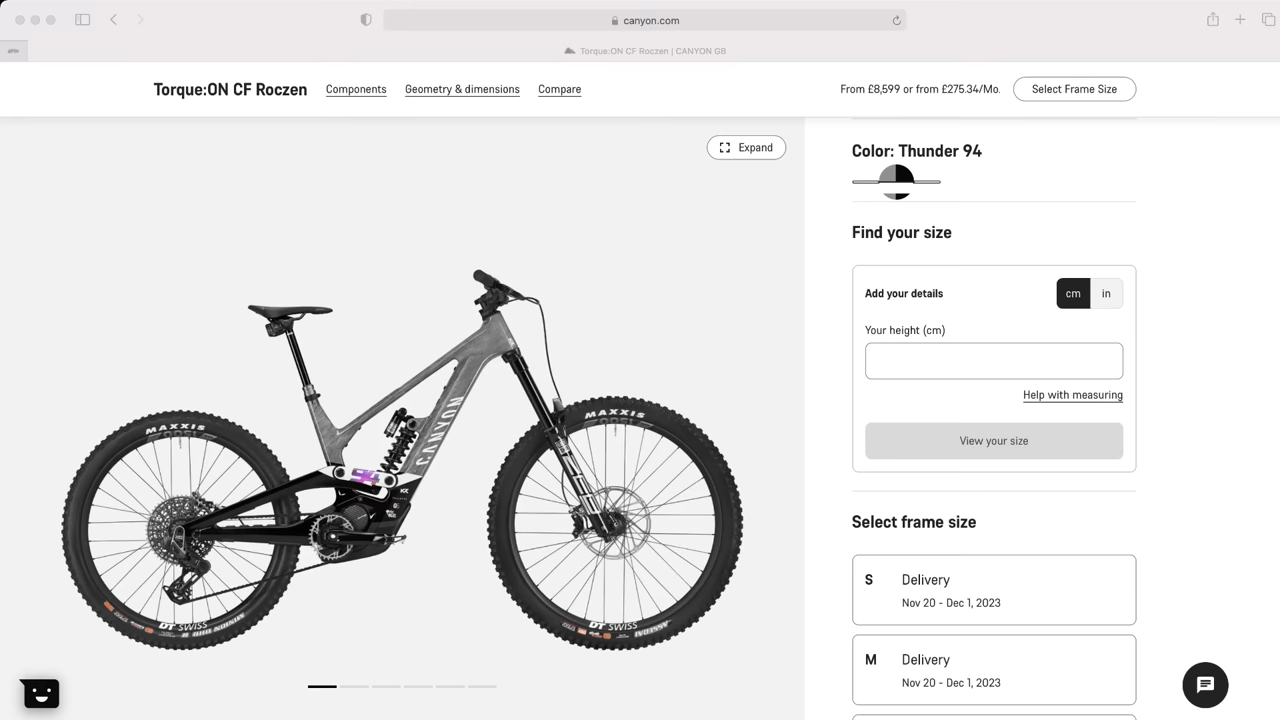 canyon.com
Torque:ON CF Roczen | CANYON GB
Torque:ON CF Roczen
Components
Geometry & dimensions
Compare
From £8,599 or from £275.34/Mo.
Select Frame Size
Expand
Color: Thunder 94
Find your size
Add your details
cm
in
Your height (cm)
Help with measuring
View your size
Select frame size
S
Delivery
Nov 20 - Dec 1, 2023
M
Delivery
Nov 20 - Dec 1, 2023
MAXXIS
MAXXIS
CANYON
94
DT SWISS
DT SWISS